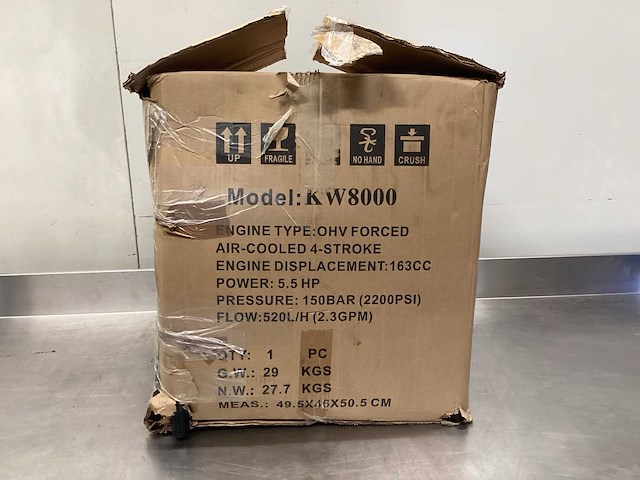 UP FRAGILE NO HAND CRUSH
Model:KW8000
ENGINE TYPE:OHV FORCED
AIR-COOLED 4-STROKE
ENGINE DISPLACEMENT:163CC
POWER: 5.5 HP
PRESSURE: 150BAR (2200PSI)
FLOW:520L/H (2.3GPM)
QTY: 1 PC
G.W.: 29 KGS
N.W.: 27.7 KGS
MEAS.: 49.5X46X50.5 CM